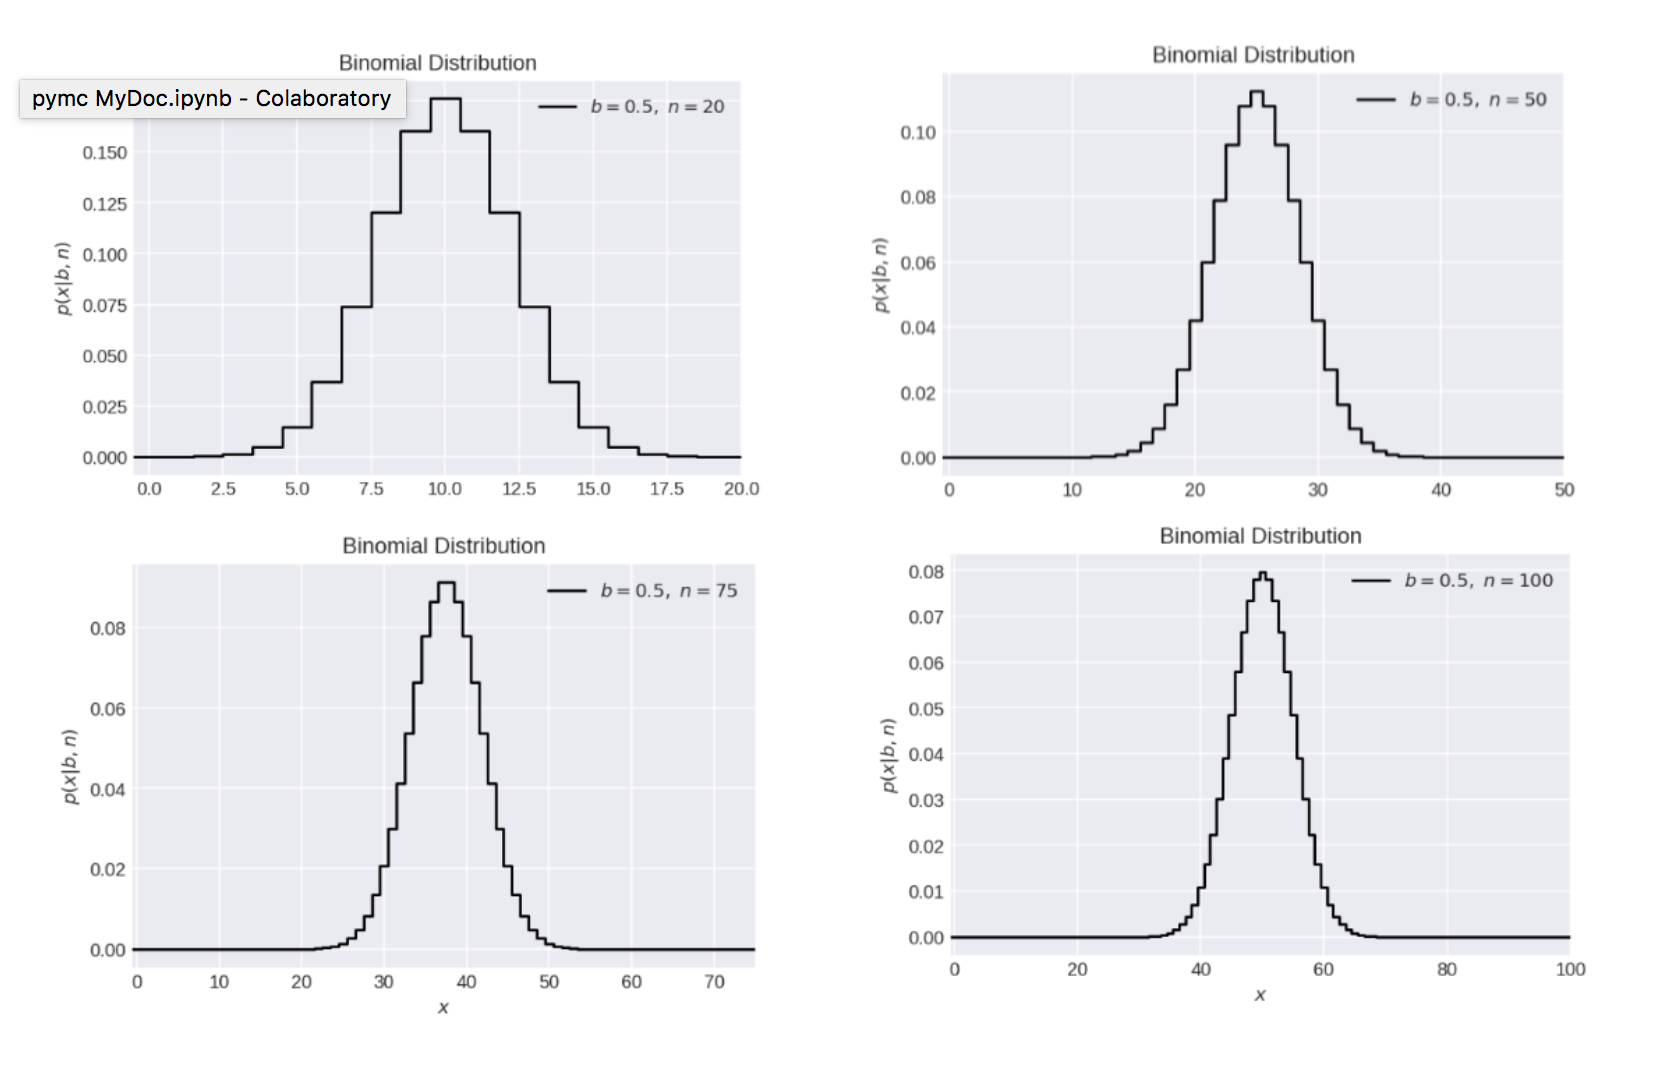 Binomial Distribution
pymc MyDoc.ipynb - Colaboratory
b = 0.5, n = 20
0.150
0.125
0.100
0.075
0.050
0.025
0.000
p(x|b, n)
0.0 2.5 5.0 7.5 10.0 12.5 15.0 17.5 20.0
Binomial Distribution
b = 0.5, n = 50
0.10
0.08
0.06
0.04
0.02
0.00
p(x|b, n)
0 10 20 30 40 50
Binomial Distribution
b = 0.5, n = 75
0.08
0.06
0.04
0.02
0.00
p(x|b, n)
0 10 20 30 40 50 60 70
x
Binomial Distribution
b = 0.5, n = 100
0.08
0.07
0.06
0.05
0.04
0.03
0.02
0.01
0.00
p(x|b, n)
0 20 40 60 80 100
x